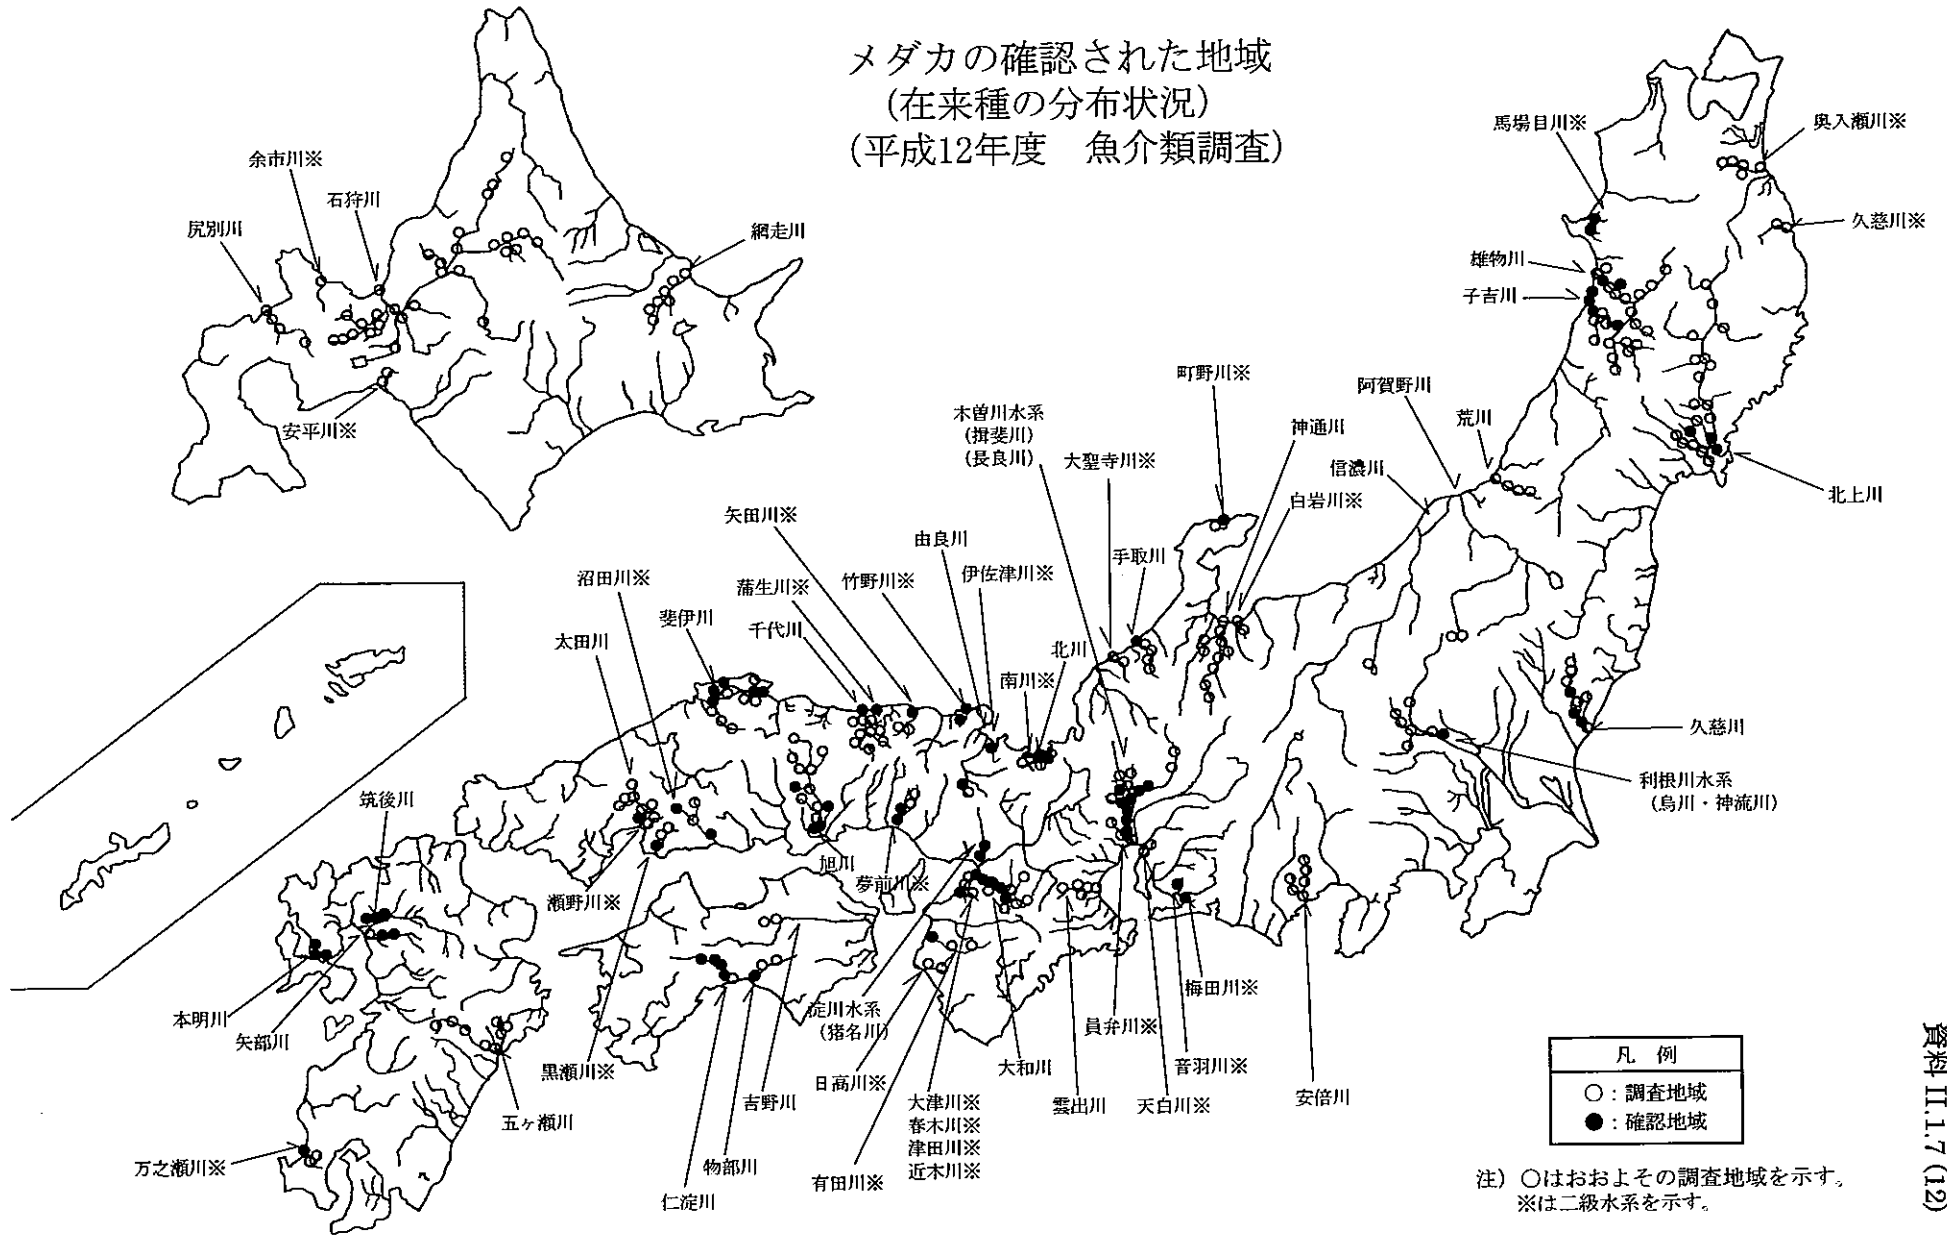 メダカの確認された地域
(在来種の分布状況)
(平成12年度　魚介類調査)
余市川※
石狩川
尻別川
網走川
安平川※
馬場目川※
奥入瀬川※
久慈川※
雄物川
子吉川
北上川
町野川※
阿賀野川
荒川
木曽川水系
(揖斐川)
(長良川)
神通川
大聖寺川※
信濃川
白岩川※
矢田川※
由良川
手取川
沼田川※
蒲生川※
竹野川※
伊佐津川※
斐伊川
千代川
太田川
北川
南川※
久慈川
利根川水系
(烏川・神流川)
筑後川
旭川
夢前川※
瀬野川※
梅田川※
淀川水系
(猪名川)
員弁川※
本明川
矢部川
黒瀬川※
日高川※
大和川
音羽川※
吉野川
大津川※
春木川※
津田川※
近木川※
雲出川
天白川※
安倍川
五ヶ瀬川
万之瀬川※
物部川
有田川※
仁淀川
凡 例
○：調査地域
●：確認地域
注）○はおおよその調査地域を示す。
※は二級水系を示す。
資料 II.1.7 (12)